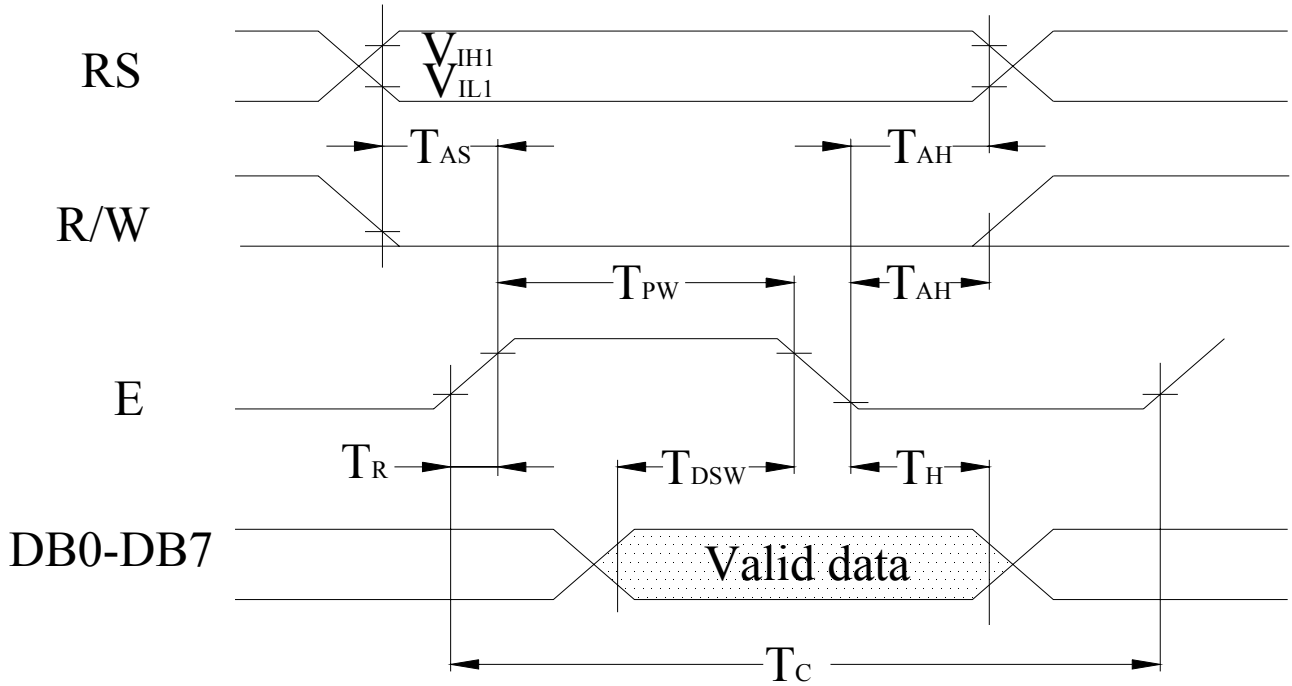 RS
VIH1
VIL1
TAS
TAH
R/W
TPW
TAH
E
TR
TDSW
TH
DB0-DB7
Valid data
TC